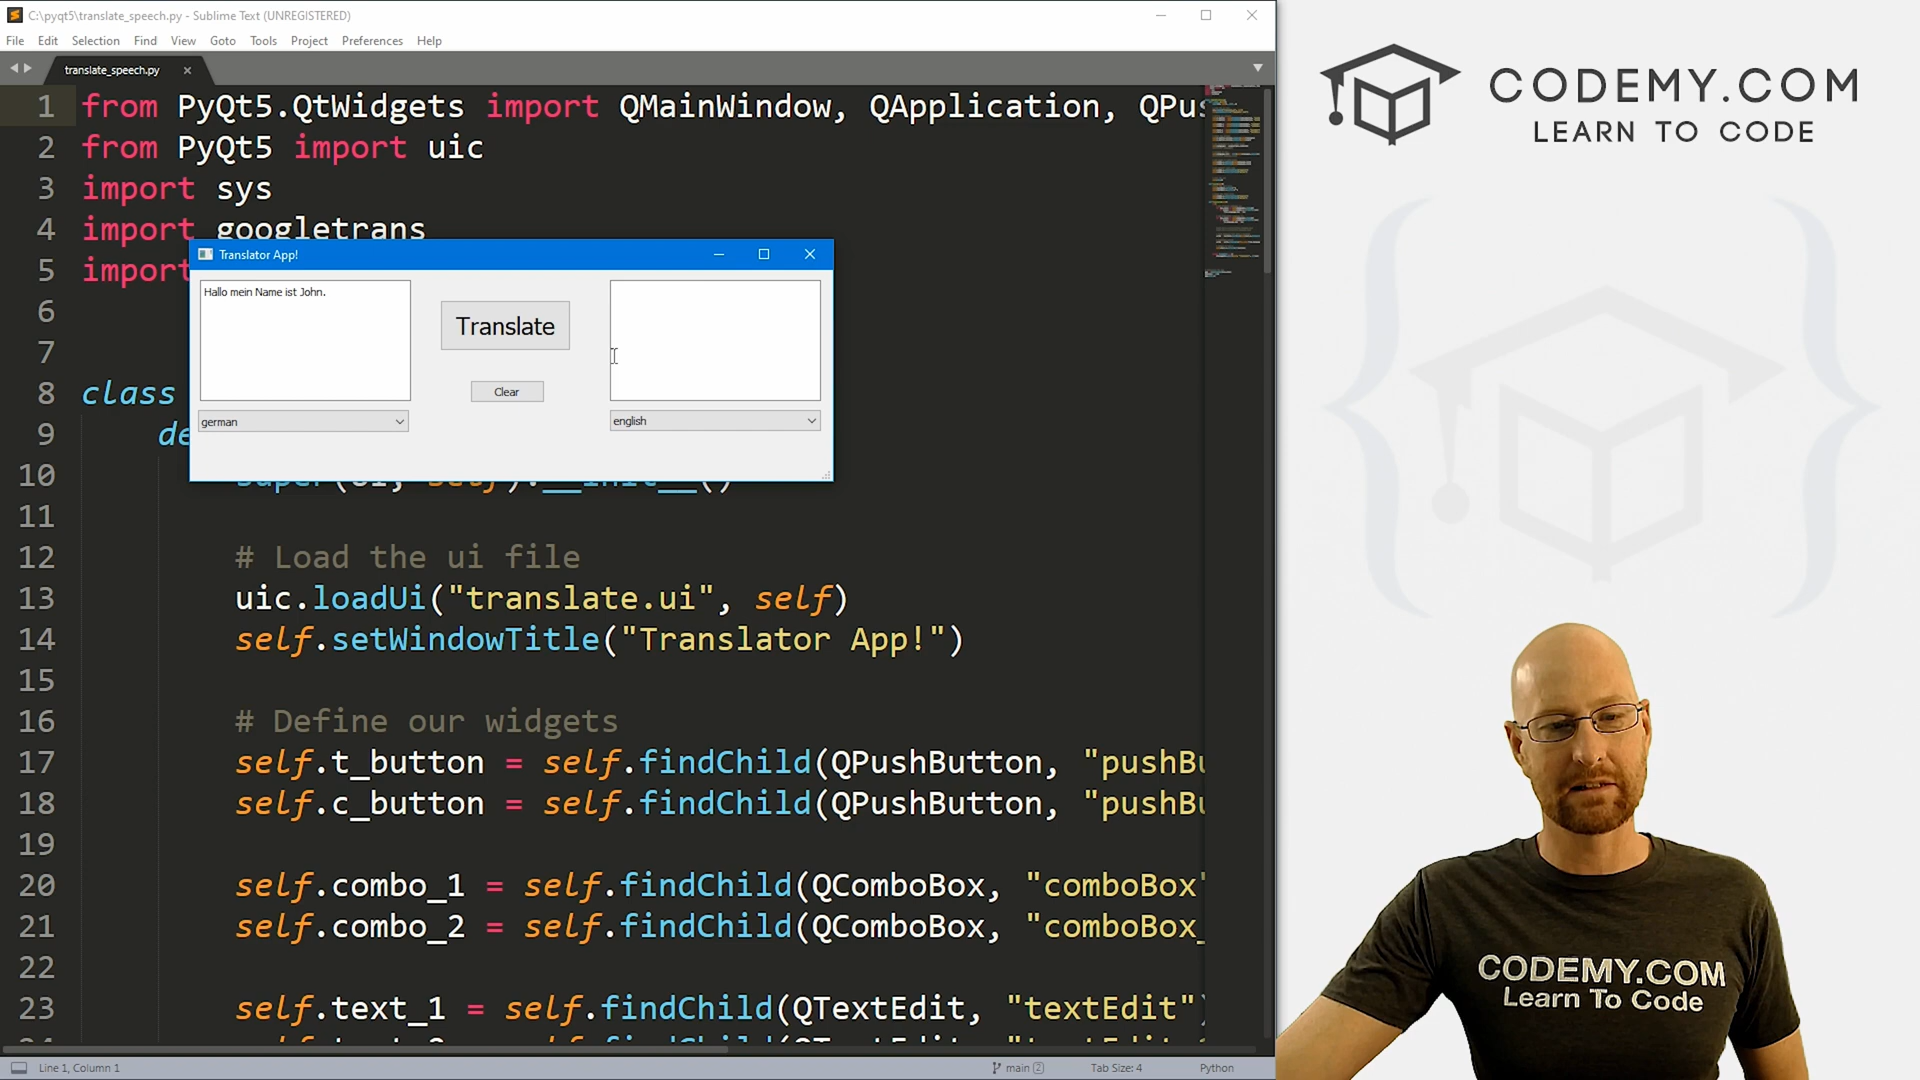 C:\pyqt5\translate_speech.py - Sublime Text (UNREGISTERED)
File Edit Selection Find View Goto Tools Project Preferences Help
translate_speech.py
1 from PyQt5.QtWidgets import QMainWindow, QApplication, QPus
2 from PyQt5 import uic
3 import sys
4 import googletrans
5 import
6
7
8 class
9 de
10 super(UI, self).__init__()
11
12 # Load the ui file
13 uic.loadUi("translate.ui", self)
14 self.setWindowTitle("Translator App!")
15
16 # Define our widgets
17 self.t_button = self.findChild(QPushButton, "pushBu
18 self.c_button = self.findChild(QPushButton, "pushBu
19
20 self.combo_1 = self.findChild(QComboBox, "comboBox"
21 self.combo_2 = self.findChild(QComboBox, "comboBox_
22
23 self.text_1 = self.findChild(QTextEdit, "textEdit")
Translator App!
Hallo mein Name ist John.
Translate
Clear
german
english
Line 1, Column 1
main 2
Tab Size: 4
Python
CODEMY.COM
LEARN TO CODE
CODEMY.COM
Learn To Code